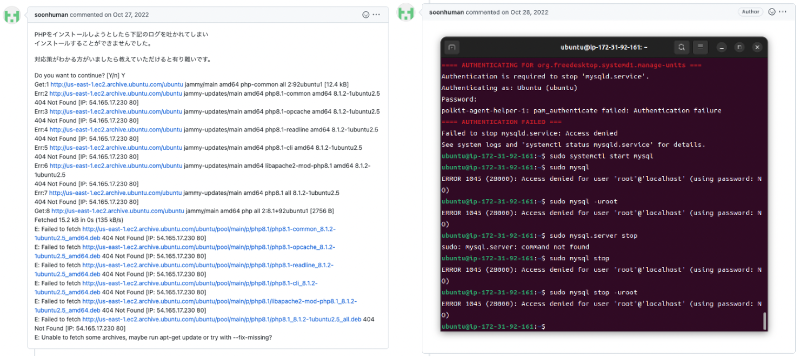 soonhuman commented on Oct 27, 2022
PHPをインストールしようとしたら下記のログを吐かれてしまい
インストールすることができませんでした。
対応策がわかる方がいましたら教えていただけると有り難いです。
Do you want to continue? [Y/n] Y
Get:1 http://us-east-1.ec2.archive.ubuntu.com/ubuntu jammy/main amd64 php-common all 2:92ubuntu1 [12.4 kB]
Err:2 http://us-east-1.ec2.archive.ubuntu.com/ubuntu jammy-updates/main amd64 php8.1-common amd64 8.1.2-1ubuntu2.5
404 Not Found [IP: 54.165.17.230 80]
Err:3 http://us-east-1.ec2.archive.ubuntu.com/ubuntu jammy-updates/main amd64 php8.1-opcache amd64 8.1.2-1ubuntu2.5
404 Not Found [IP: 54.165.17.230 80]
Err:4 http://us-east-1.ec2.archive.ubuntu.com/ubuntu jammy-updates/main amd64 php8.1-readline amd64 8.1.2-1ubuntu2.5
404 Not Found [IP: 54.165.17.230 80]
Err:5 http://us-east-1.ec2.archive.ubuntu.com/ubuntu jammy-updates/main amd64 php8.1-cli amd64 8.1.2-1ubuntu2.5
404 Not Found [IP: 54.165.17.230 80]
Err:6 http://us-east-1.ec2.archive.ubuntu.com/ubuntu jammy-updates/main amd64 libapache2-mod-php8.1 amd64 8.1.2-
1ubuntu2.5
404 Not Found [IP: 54.165.17.230 80]
Err:7 http://us-east-1.ec2.archive.ubuntu.com/ubuntu jammy-updates/main amd64 php8.1 all 8.1.2-1ubuntu2.5
404 Not Found [IP: 54.165.17.230 80]
Get:8 http://us-east-1.ec2.archive.ubuntu.com/ubuntu jammy/main amd64 php all 2:8.1+92ubuntu1 [2756 B]
Fetched 15.2 kB in 0s (135 kB/s)
E: Failed to fetch http://us-east-1.ec2.archive.ubuntu.com/ubuntu/pool/main/p/php8.1/php8.1-common_8.1.2-
1ubuntu2.5_amd64.deb 404 Not Found [IP: 54.165.17.230 80]
E: Failed to fetch http://us-east-1.ec2.archive.ubuntu.com/ubuntu/pool/main/p/php8.1/php8.1-opcache_8.1.2-
1ubuntu2.5_amd64.deb 404 Not Found [IP: 54.165.17.230 80]
E: Failed to fetch http://us-east-1.ec2.archive.ubuntu.com/ubuntu/pool/main/p/php8.1/php8.1-readline_8.1.2-
1ubuntu2.5_amd64.deb 404 Not Found [IP: 54.165.17.230 80]
E: Failed to fetch http://us-east-1.ec2.archive.ubuntu.com/ubuntu/pool/main/p/php8.1/php8.1-cli_8.1.2-
1ubuntu2.5_amd64.deb 404 Not Found [IP: 54.165.17.230 80]
E: Failed to fetch http://us-east-1.ec2.archive.ubuntu.com/ubuntu/pool/main/p/php8.1/libapache2-mod-php8.1_8.1.2-
1ubuntu2.5_amd64.deb 404 Not Found [IP: 54.165.17.230 80]
E: Failed to fetch http://us-east-1.ec2.archive.ubuntu.com/ubuntu/pool/main/p/php8.1/php8.1_8.1.2-1ubuntu2.5_all.deb 404
Not Found [IP: 54.165.17.230 80]
E: Unable to fetch some archives, maybe run apt-get update or try with --fix-missing?
soonhuman commented on Oct 28, 2022
Author
ubuntu@ip-172-31-92-161: ~
==== AUTHENTICATING FOR org.freedesktop.systemd1.manage-units ===
Authentication is required to stop 'mysqld.service'.
Authenticating as: Ubuntu (ubuntu)
Password:
polkit-agent-helper-1: pam_authenticate failed: Authentication failure
==== AUTHENTICATION FAILED ===
Failed to stop mysqld.service: Access denied
See system logs and 'systemctl status mysqld.service' for details.
ubuntu@ip-172-31-92-161:~$ sudo systemctl start mysql
ubuntu@ip-172-31-92-161:~$ sudo mysql
ERROR 1045 (28000): Access denied for user 'root'@'localhost' (using password: N
O)
ubuntu@ip-172-31-92-161:~$ sudo mysql -uroot
ERROR 1045 (28000): Access denied for user 'root'@'localhost' (using password: N
O)
ubuntu@ip-172-31-92-161:~$ sudo mysql.server stop
sudo: mysql.server: command not found
ubuntu@ip-172-31-92-161:~$ sudo mysql stop
ERROR 1045 (28000): Access denied for user 'root'@'localhost' (using password: N
O)
ubuntu@ip-172-31-92-161:~$ sudo mysql stop -uroot
ERROR 1045 (28000): Access denied for user 'root'@'localhost' (using password: N
O)
ubuntu@ip-172-31-92-161:~$